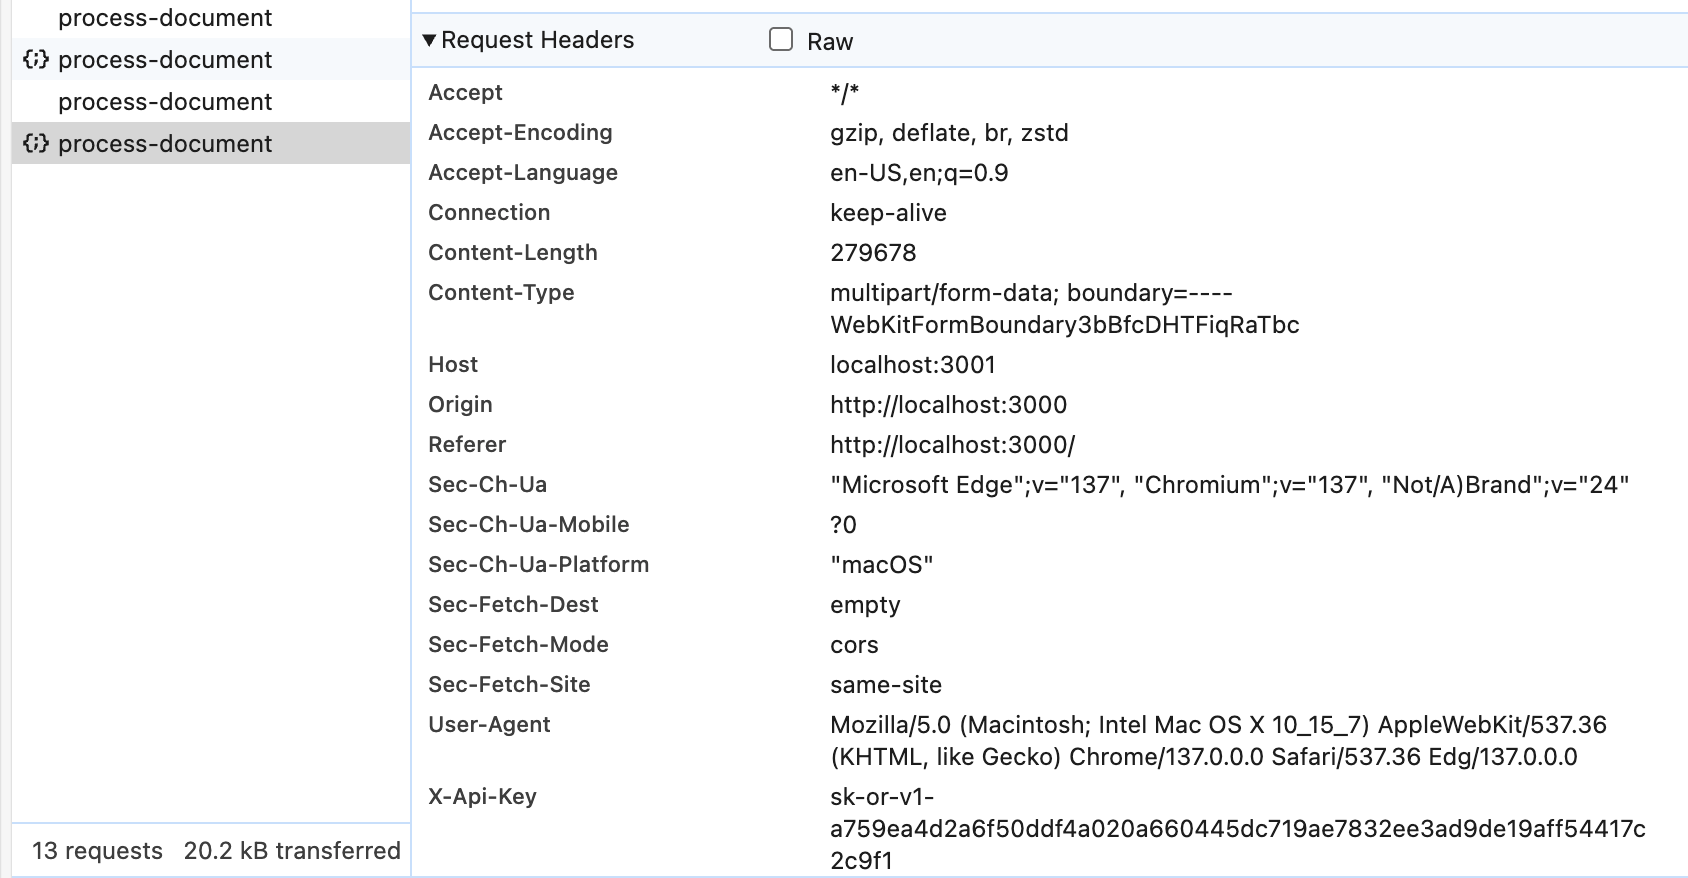 process-document
process-document
process-document
process-document
13 requests 20.2 kB transferred
Request Headers Raw
Accept */*
Accept-Encoding gzip, deflate, br, zstd
Accept-Language en-US,en;q=0.9
Connection keep-alive
Content-Length 279678
Content-Type multipart/form-data; boundary=----
WebKitFormBoundary3bBfcDHTFiqRaTbc
Host localhost:3001
Origin http://localhost:3000
Referer http://localhost:3000/
Sec-Ch-Ua "Microsoft Edge";v="137", "Chromium";v="137", "Not/A)Brand";v="24"
Sec-Ch-Ua-Mobile ?0
Sec-Ch-Ua-Platform "macOS"
Sec-Fetch-Dest empty
Sec-Fetch-Mode cors
Sec-Fetch-Site same-site
User-Agent Mozilla/5.0 (Macintosh; Intel Mac OS X 10_15_7) AppleWebKit/537.36
(KHTML, like Gecko) Chrome/137.0.0.0 Safari/537.36 Edg/137.0.0.0
X-Api-Key sk-or-v1-
a759ea4d2a6f50ddf4a020a660445dc719ae7832ee3ad9de19aff54417c
2c9f1